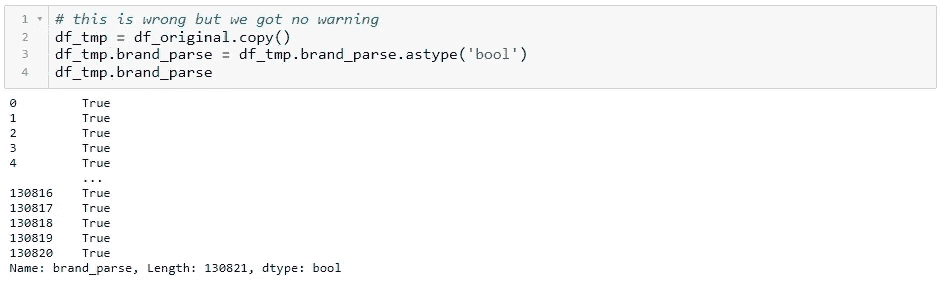 1 # this is wrong but we got no warning
2 df_tmp = df_original.copy()
3 df_tmp.brand_parse = df_tmp.brand_parse.astype('bool')
4 df_tmp.brand_parse
0 True
1 True
2 True
3 True
4 True
...
130816 True
130817 True
130818 True
130819 True
130820 True
Name: brand_parse, Length: 130821, dtype: bool